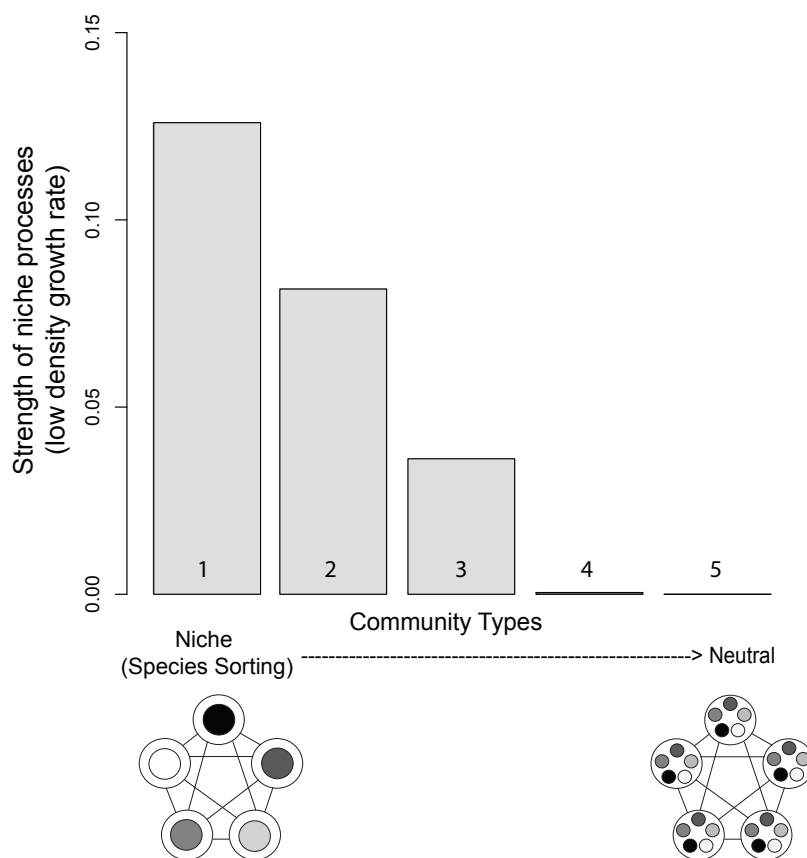 Strength of niche processes
(low density growth rate)
0.15
0.10
0.05
0.00
1
2
3
4
5
Community Types
Niche
(Species Sorting)
Neutral